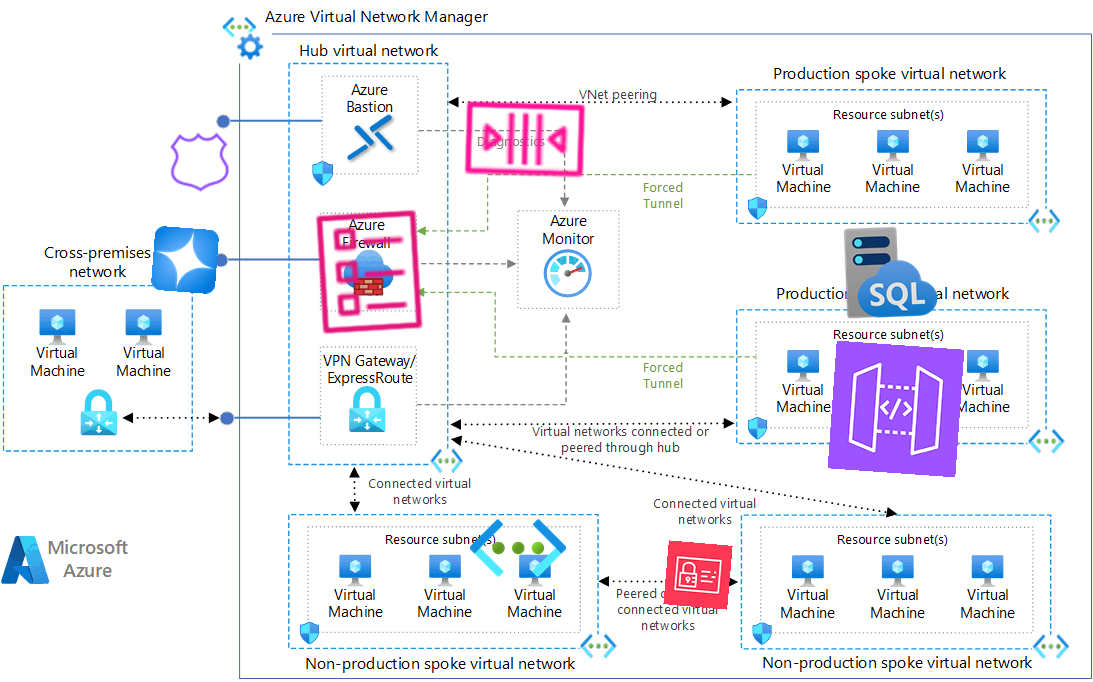 Azure Virtual Network Manager
Hub virtual network
Azure
Bastion
VNet peering
Diagnostics
Production spoke virtual network
Resource subnet(s)
Virtual
Machine
Virtual
Machine
Virtual
Machine
Forced
Tunnel
Azure
Firewall
Azure
Monitor
Cross-premises
network
Virtual
Machine
Virtual
Machine
SQL
Production virtual network
Resource subnet(s)
Virtual
Machine
Virtual
Machine
</>
Forced
Tunnel
VPN Gateway/
ExpressRoute
Virtual networks connected or
peered through hub
Connected virtual
networks
Connected virtual
networks
Microsoft
Azure
Resource subnet(s)
Virtual
Machine
Virtual
Machine
Virtual
Machine
Non-production spoke virtual network
Peered
connected virtual
networks
Resource subnet(s)
Virtual
Machine
Virtual
Machine
Virtual
Machine
Non-production spoke virtual network